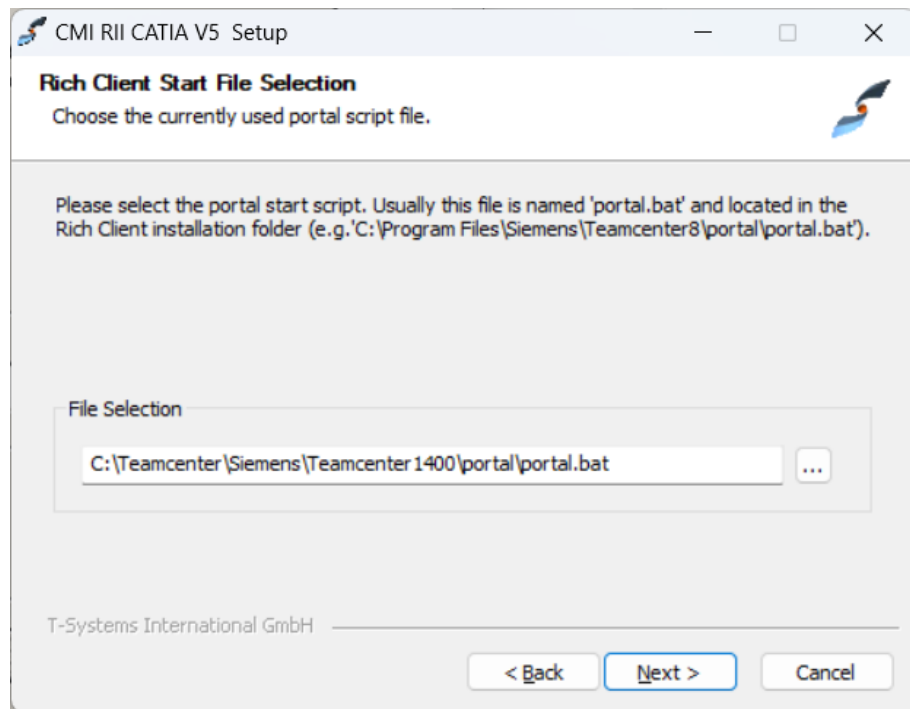 CMI RII CATIA V5 Setup
Rich Client Start File Selection
Choose the currently used portal script file.
Please select the portal start script. Usually this file is named 'portal.bat' and located in the
Rich Client installation folder (e.g.'C:\Program Files\Siemens\Teamcenter8\portal\portal.bat').
File Selection
C:\Teamcenter\Siemens\Teamcenter1400\portal\portal.bat
...
T-Systems International GmbH
< Back
Next >
Cancel